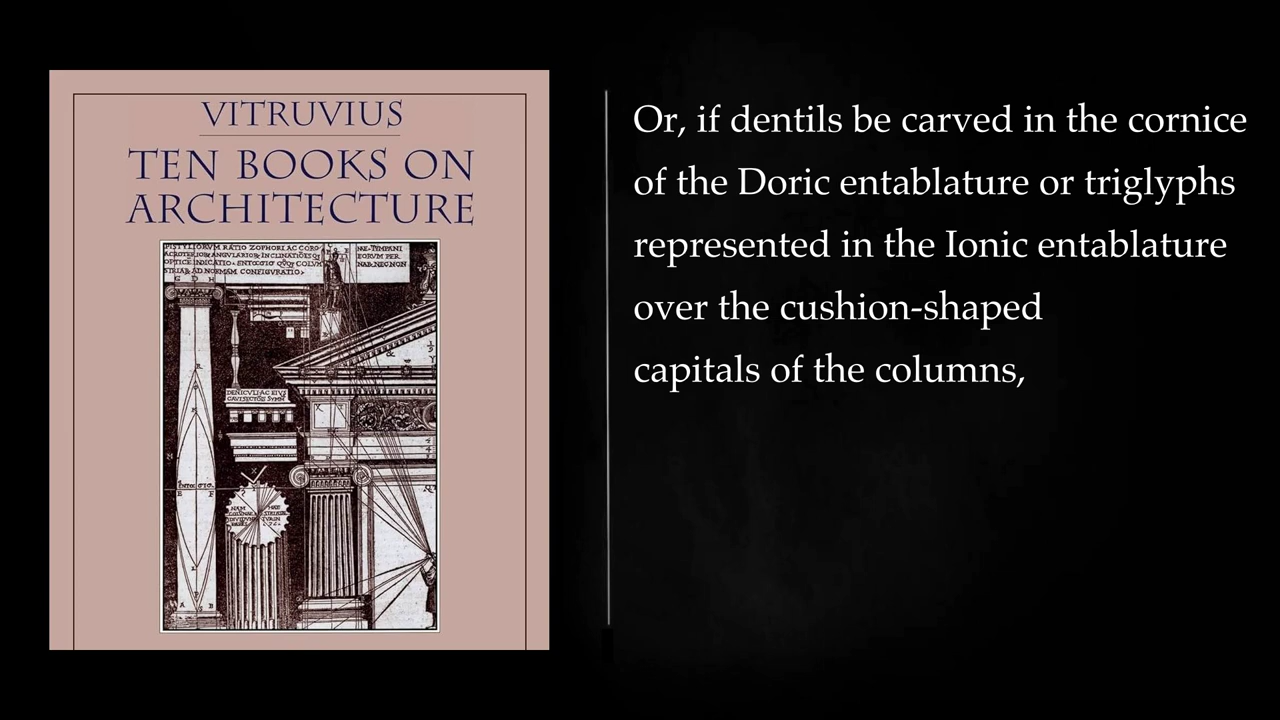 VITRUVIUS
TEN BOOKS ON
ARCHITECTURE
Or, if dentils be carved in the cornice
of the Doric entablature or triglyphs
represented in the Ionic entablature
over the cushion-shaped
capitals of the columns,